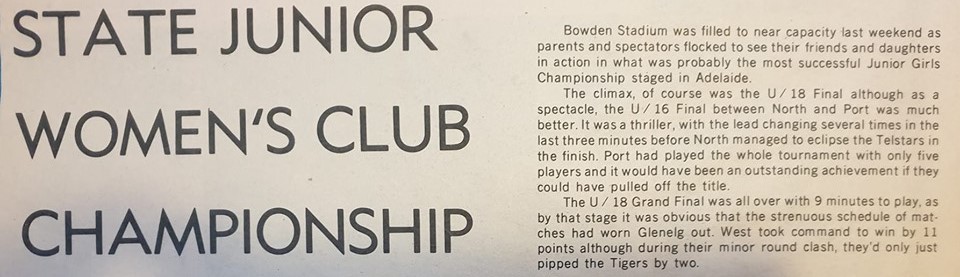 STATE JUNIOR
WOMEN'S CLUB
CHAMPIONSHIP
Bowden Stadium was filled to near capacity last weekend as
parents and spectators flocked to see their friends and daughters
in action in what was probably the most successful Junior Girls
Championship staged in Adelaide.
The climax, of course was the U/18 Final although as a
spectacle, the U/16 Final between North and Port was much
better. It was a thriller, with the lead changing several times in the
last three minutes before North managed to eclipse the Telstars in
the finish. Port had played the whole tournament with only five
players and it would have been an outstanding achievement if they
could have pulled off the title.
The U/18 Grand Final was all over with 9 minutes to play, as
by that stage it was obvious that the strenuous schedule of mat-
ches had worn Glenelg out. West took command to win by 11
points although during their minor round clash, they'd only just
pipped the Tigers by two.